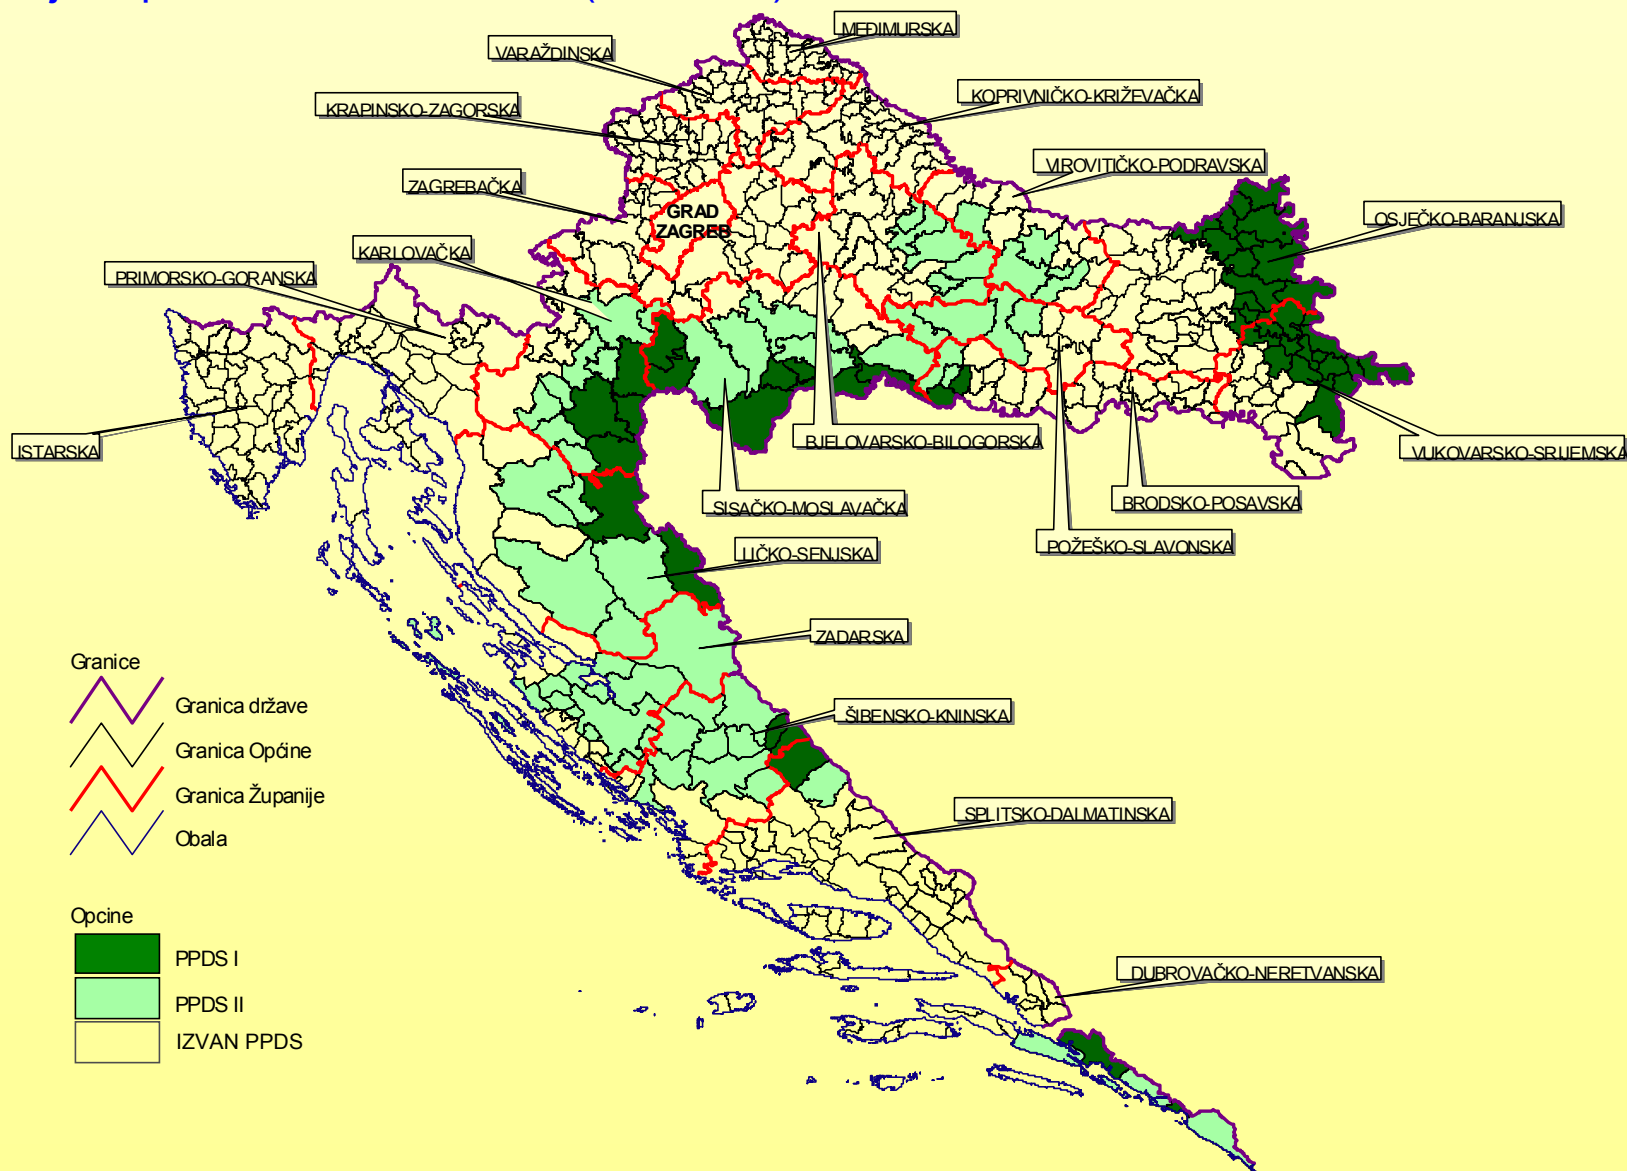 MEĐIMURSKA
VARAŽDINSKA
KOPRIVNIČKO-KRIŽEVAČKA
KRAPINSKO-ZAGORSKA
VIROVITIČKO-PODRAVSKA
ZAGREBAČKA
GRAD
ZAGREB
OSJEČKO-BARANJSKA
KARLOVAČKA
PRIMORSKO-GORANSKA
ISTARSKA
BJELOVARSKO-BILOGORSKA
VUKOVARSKO-SRIJEMSKA
SISAČKO-MOSLAVAČKA
BRODSKO-POSAVSKA
POŽEŠKO-SLAVONSKA
LIČKO-SENJSKA
ZADARSKA
ŠIBENSKO-KNINSKA
SPLITSKO-DALMATINSKA
DUBROVAČKO-NERETVANSKA
Granice
Granica države
Granica Općine
Granica Županije
Obala
Opcine
PPDS I
PPDS II
IZVAN PPDS